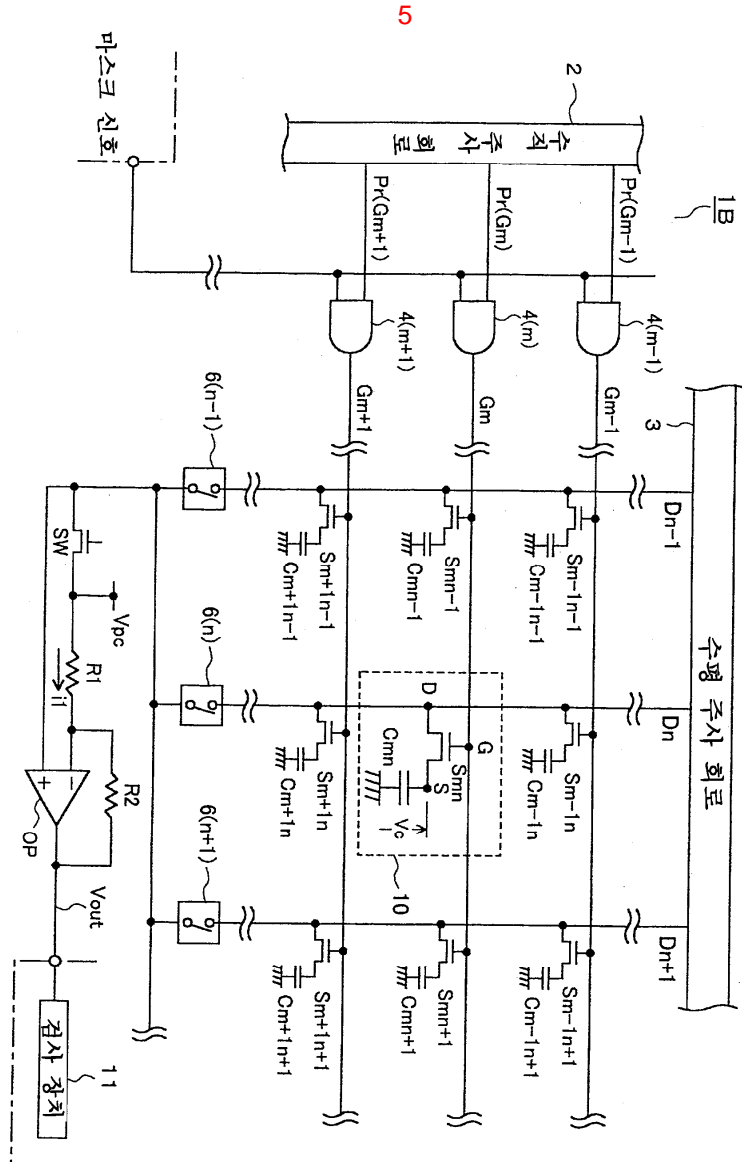 5
1B
2
수직 주사 회로
마스크 신호
Pr(Gm-1)
Pr(Gm)
Pr(Gm+1)
4(m-1)
4(m)
4(m+1)
Gm-1
Gm
Gm+1
3
수평 주사 회로
Dn-1
Dn
Dn+1
Sm-1n-1
Cm-1n-1
Smn-1
Cmn-1
Sm+1n-1
Cm+1n-1
Sm-1n
Cm-1n
G
Smn
D
S
Cmn
Vc
10
Sm+1n
Cm+1n
Sm-1n+1
Cm-1n+1
Smn+1
Cmn+1
Sm+1n+1
Cm+1n+1
6(n-1)
6(n)
6(n+1)
SW
Vpc
R1
i1
R2
−
+
OP
Vout
검사 장치
11